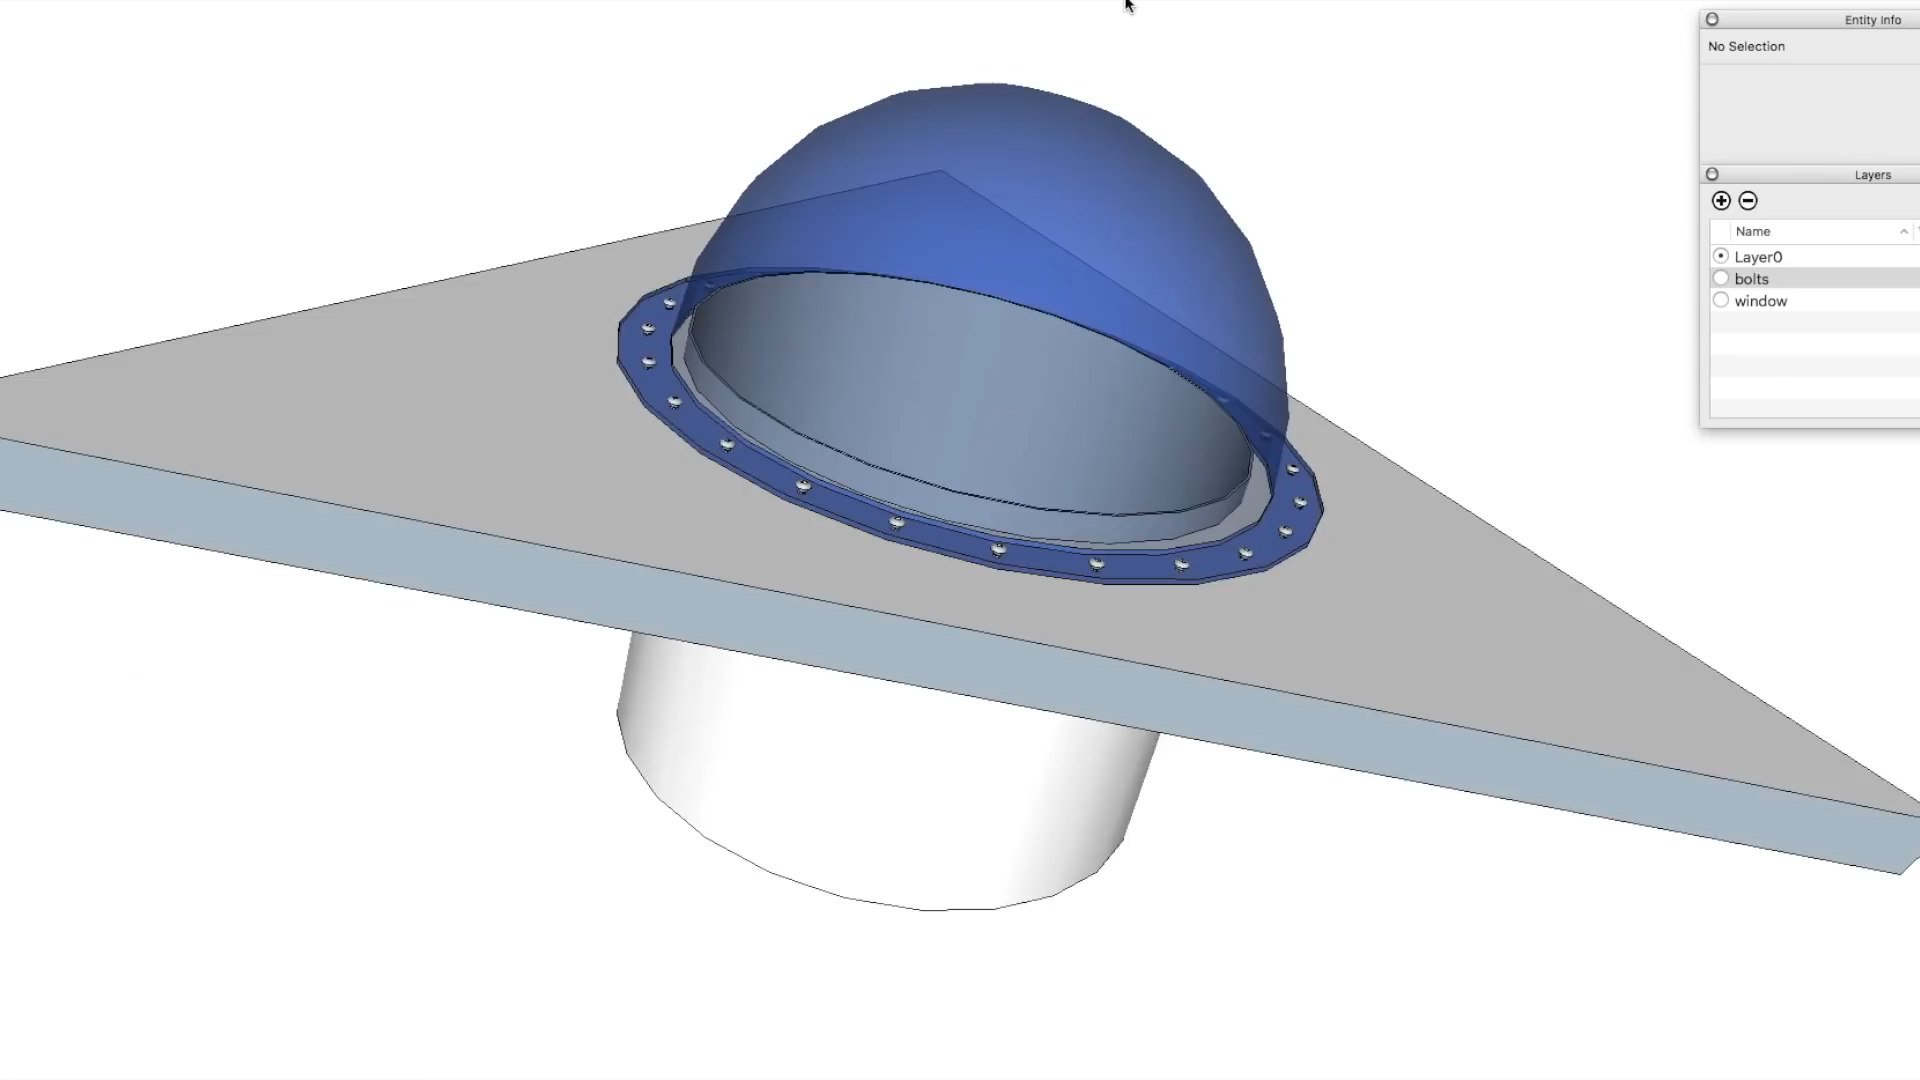 Entity Info
No Selection
Layers
Name
Layer0
bolts
window